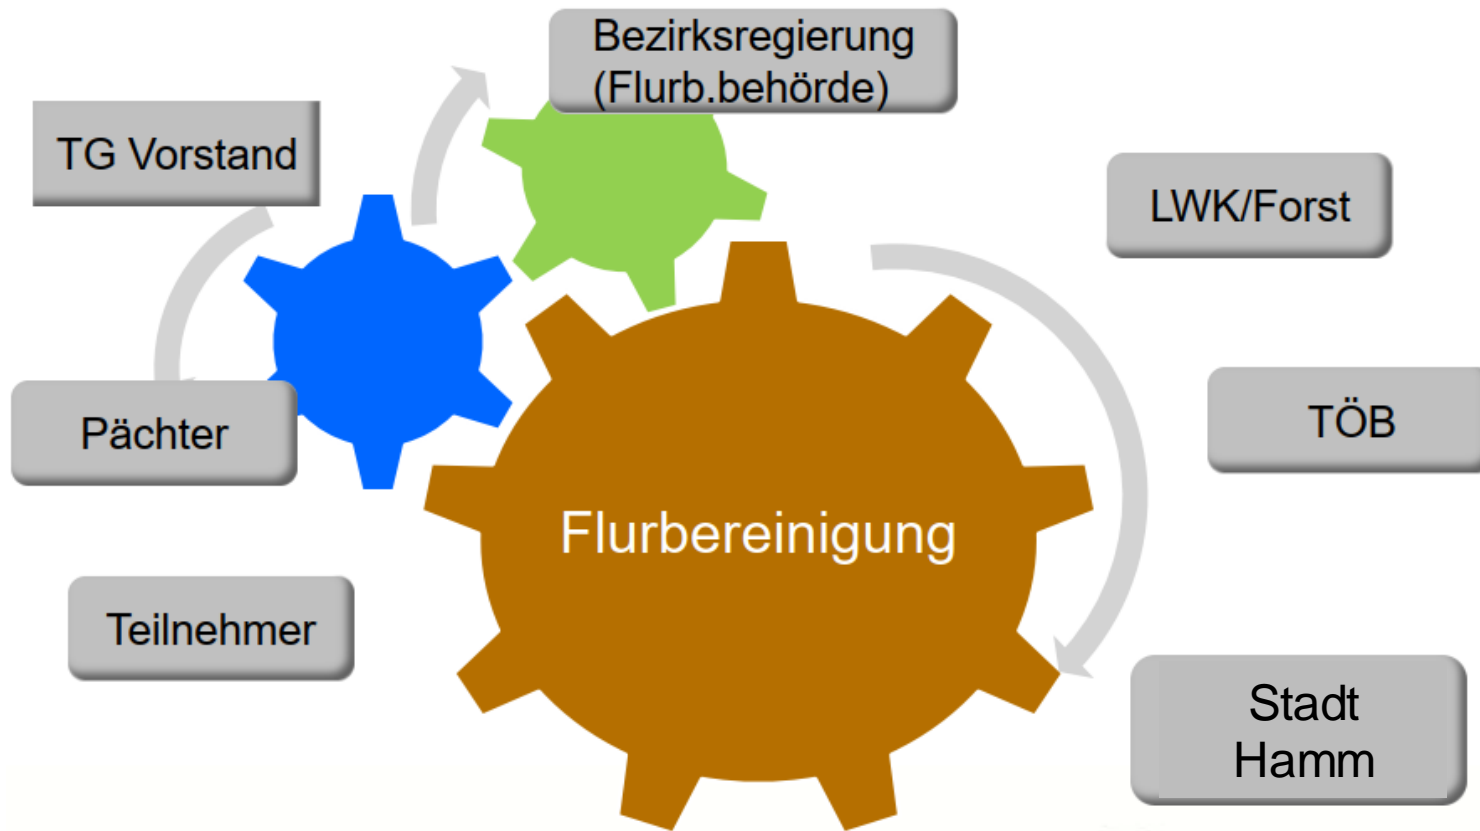 Bezirksregierung
(Flurb.behörde)
TG Vorstand
LWK/Forst
Pächter
TÖB
Flurbereinigung
Teilnehmer
Stadt
Hamm